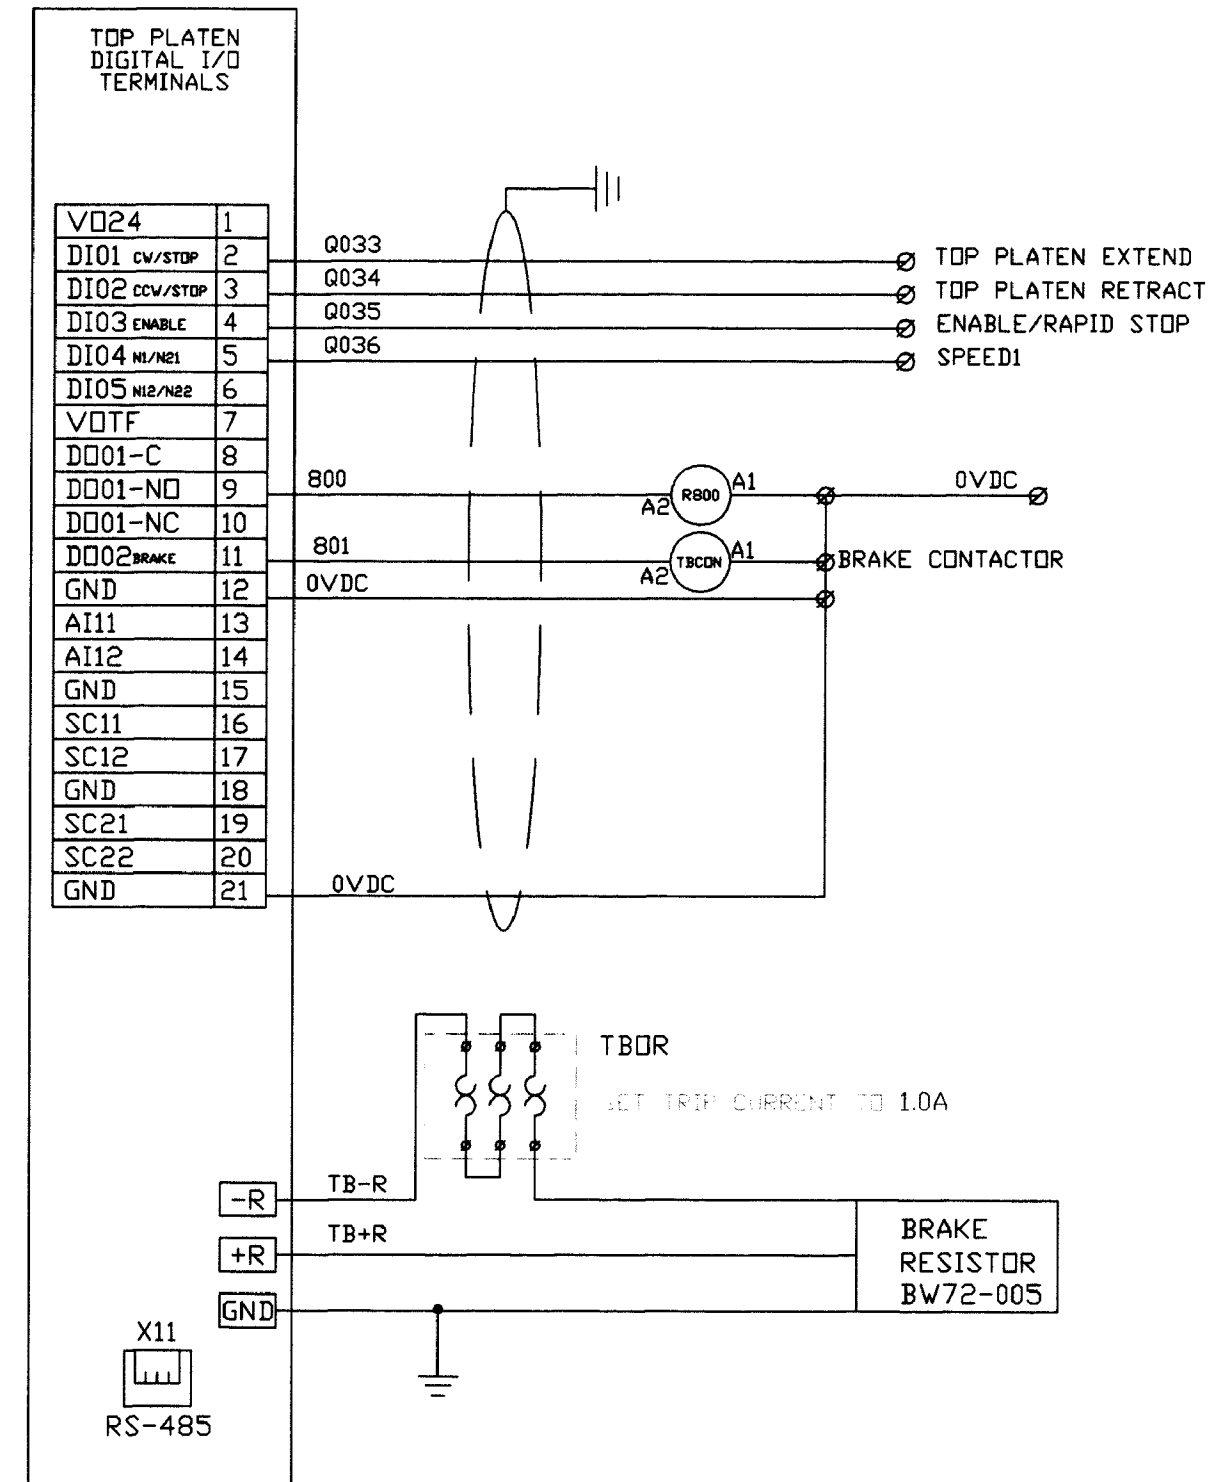 TOP PLATEN
DIGITAL I/O
TERMINALS
VO24 1
DI01 CW/STOP 2
DI02 CCW/STOP 3
DI03 ENABLE 4
DI04 N1/N21 5
DI05 N12/N22 6
VOTF 7
DO01-C 8
DO01-NO 9
DO01-NC 10
DO02 BRAKE 11
GND 12
AI11 13
AI12 14
GND 15
SC11 16
SC12 17
GND 18
SC21 19
SC22 20
GND 21
Q033
TOP PLATEN EXTEND
Q034
TOP PLATEN RETRACT
Q035
ENABLE/RAPID STOP
Q036
SPEED1
800
A2 R800 A1
0VDC
801
A2 TBCON A1
BRAKE CONTACTOR
0VDC
0VDC
TBOR
SET TRIP CURRENT TO 1.0A
-R
TB-R
+R
TB+R
GND
BRAKE
RESISTOR
BW72-005
X11
RS-485